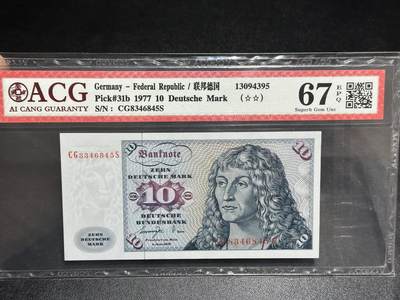 ACG
AI CANG GUARANTY
Germany - Federal Republic / 联邦德国
13094395
Pick#31b 1977 10 Deutsche Mark
(☆☆)
S/N : CG8346845S
67 EPQ
Superb Gem Unc
CG8346845S
Banknote
10
ZEHN
DEUTSCHE MARK
10
DEUTSCHE
BUNDESBANK
ZEHN
DEUTSCHE
MARK
10